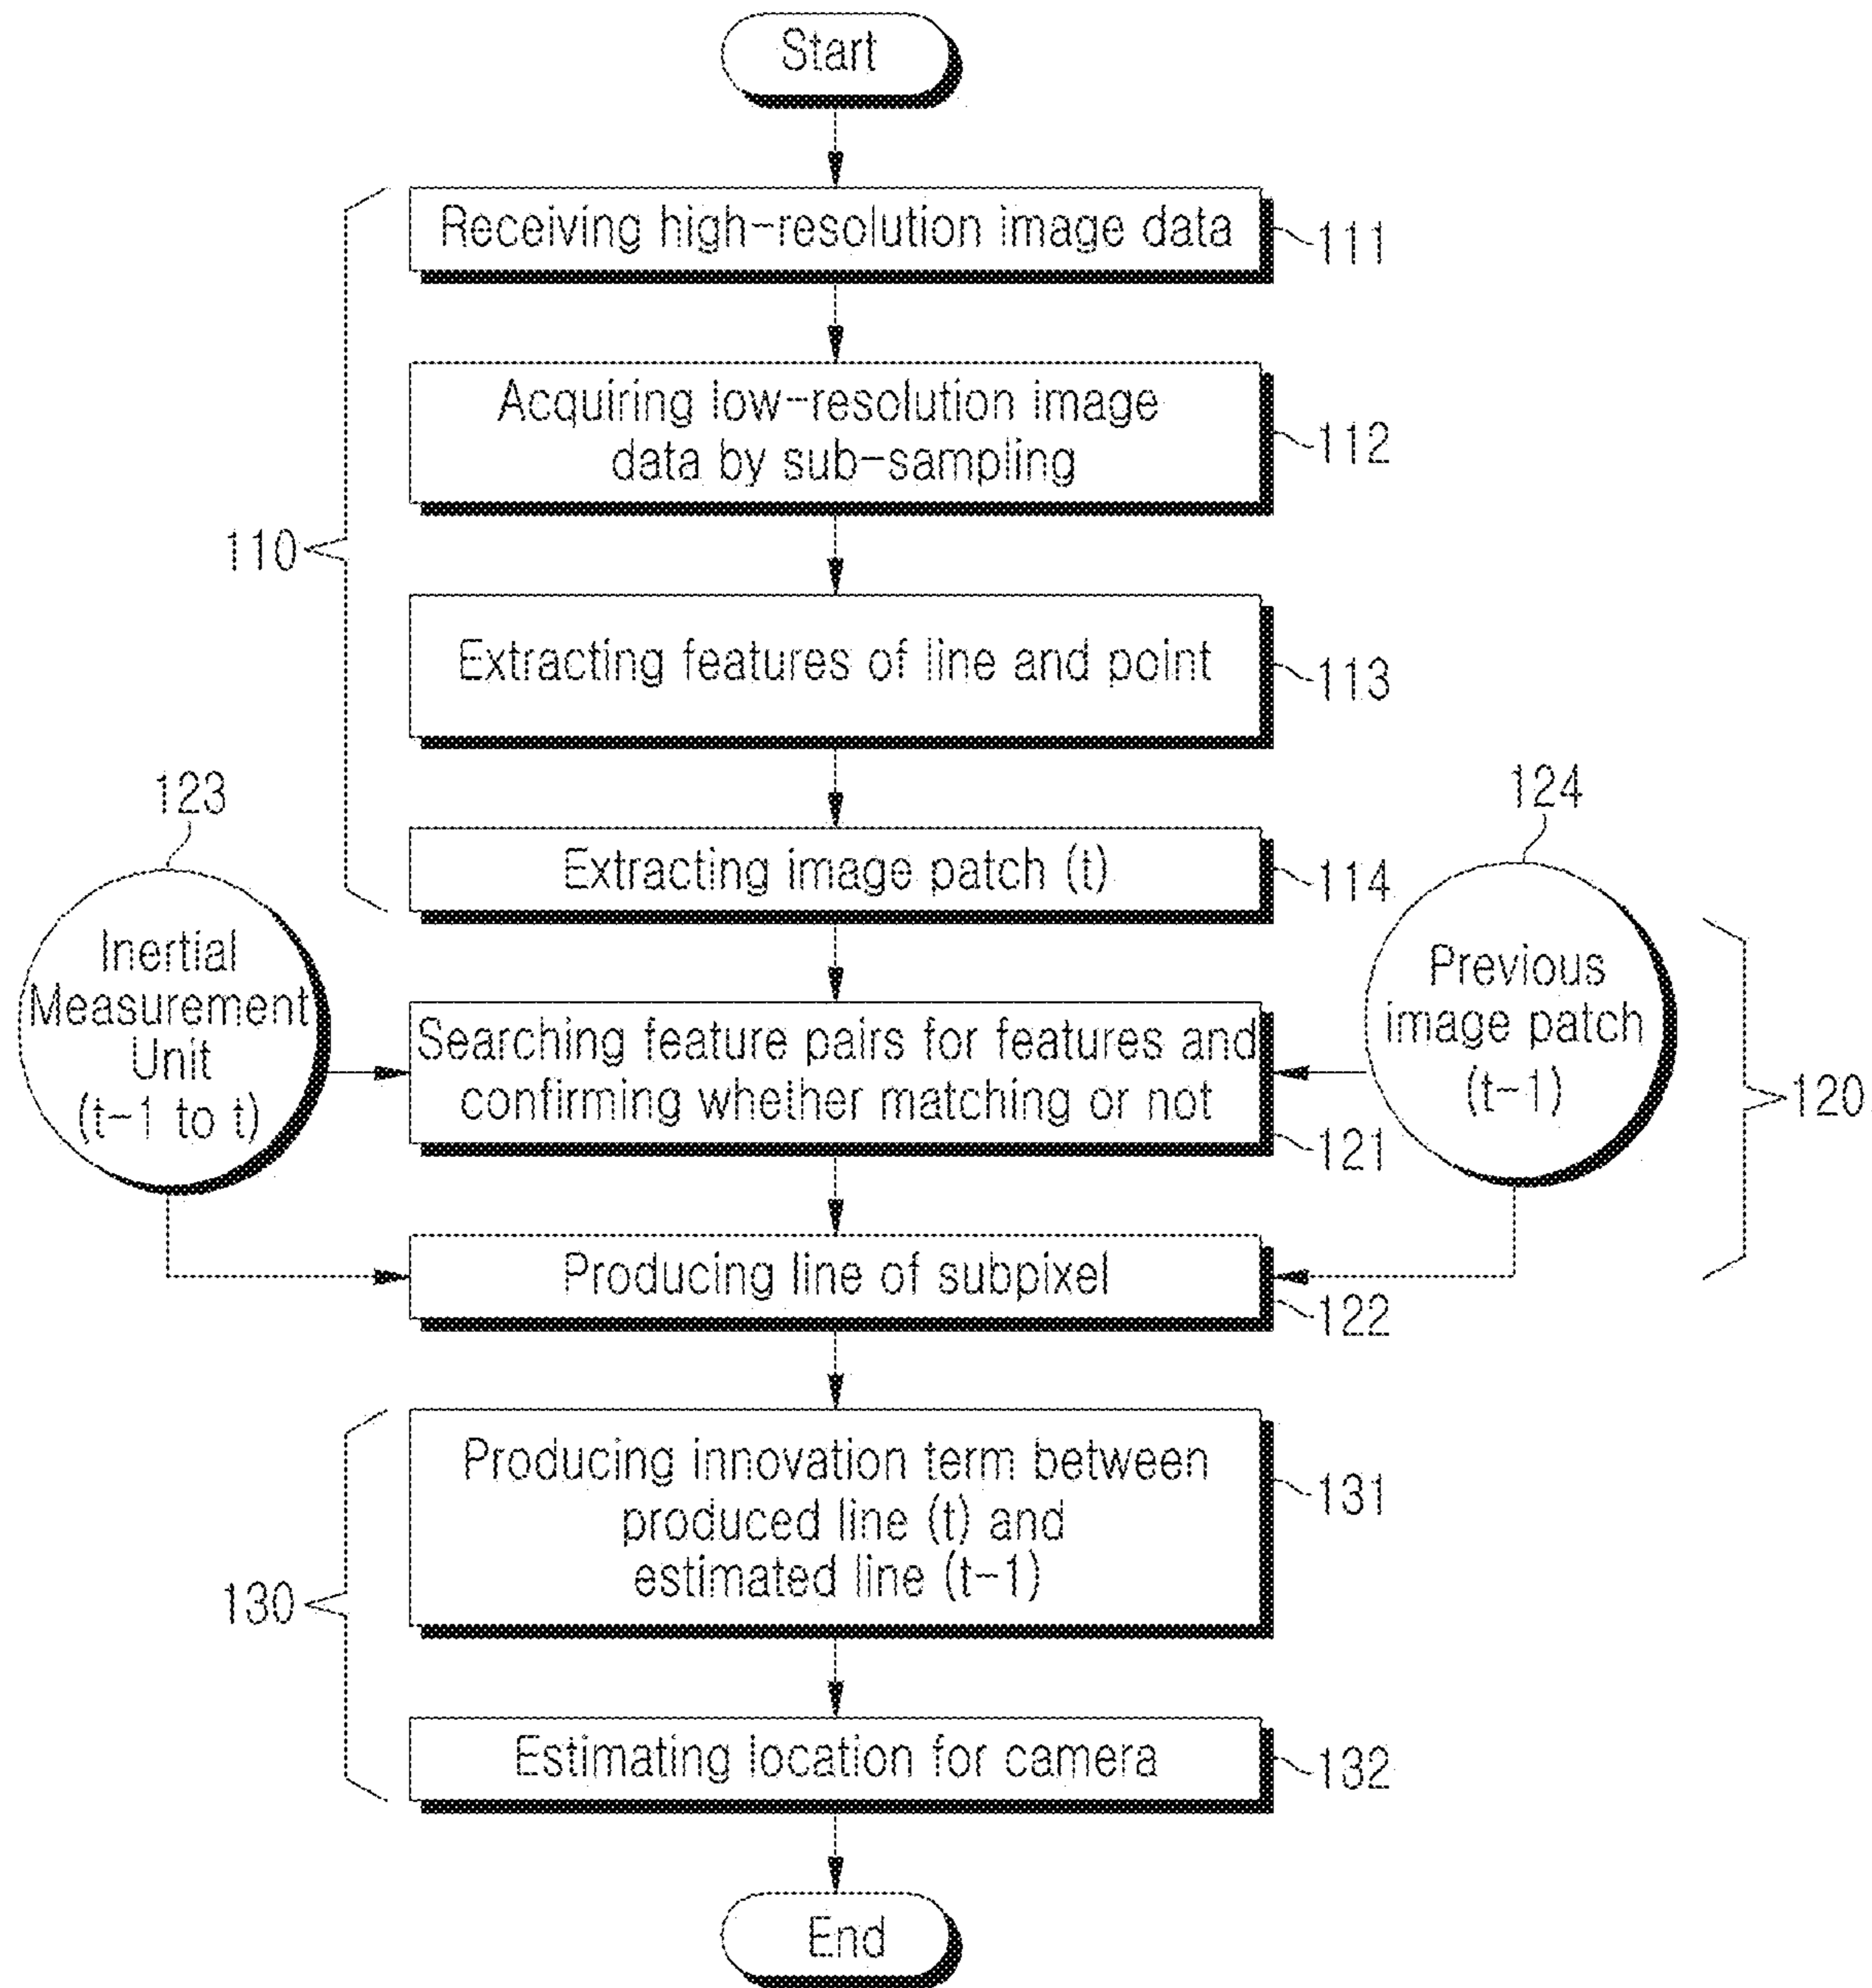 Start
Receiving high-resolution image data
111
Acquiring low-resolution image
data by sub-sampling
112
110
Extracting features of line and point
113
123
124
Extracting image patch (t)
114
Inertial
Measurement
Unit
(t-1 to t)
Previous
image patch
(t-1)
120
Searching feature pairs for features and
confirming whether matching or not
121
Producing line of subpixel
122
Producing innovation term between
produced line (t) and
estimated line (t-1)
131
130
Estimating location for camera
132
End